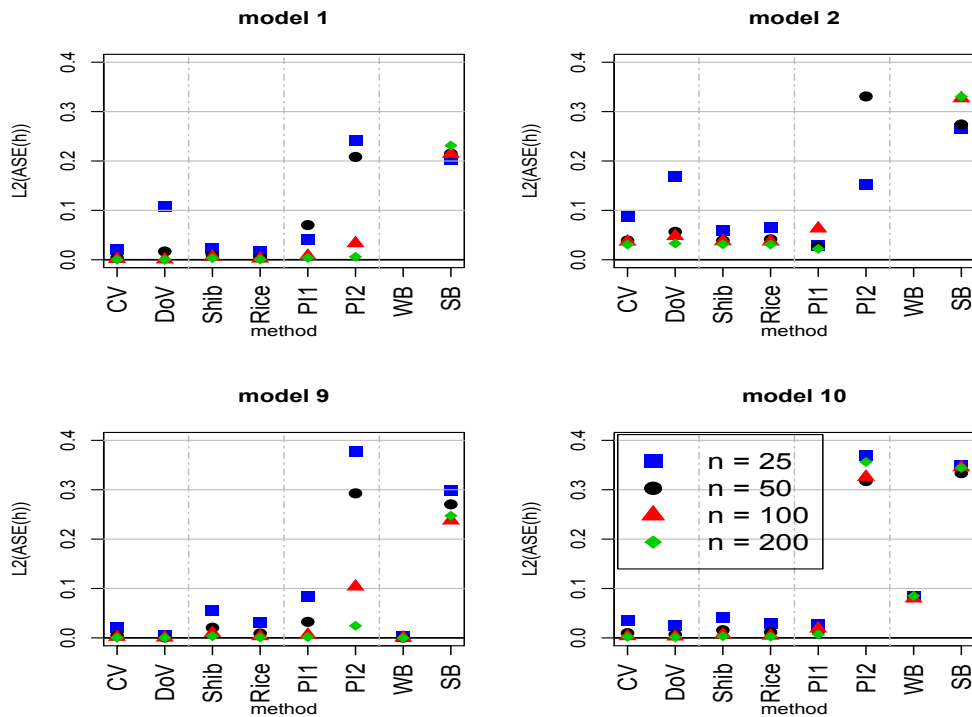 model 1
L2(ASE(h))
0.4
0.3
0.2
0.1
0.0
CV
DoV
Shib
Rice
PI1
PI2
WB
SB
method
model 2
L2(ASE(h))
0.4
0.3
0.2
0.1
0.0
CV
DoV
Shib
Rice
PI1
PI2
WB
SB
method
model 9
L2(ASE(h))
0.4
0.3
0.2
0.1
0.0
CV
DoV
Shib
Rice
PI1
PI2
WB
SB
method
model 10
L2(ASE(h))
0.4
0.3
0.2
0.1
0.0
n = 25
n = 50
n = 100
n = 200
CV
DoV
Shib
Rice
PI1
PI2
WB
SB
method